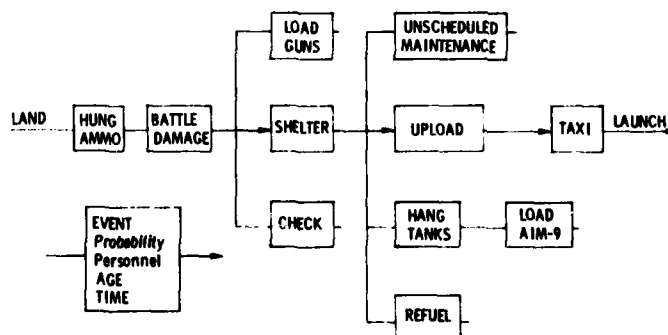 LOAD
GUNS
UNSCHEDULED
MAINTENANCE
LAND
HUNG
AMMO
BATTLE
DAMAGE
SHELTER
UPLOAD
TAXI
LAUNCH
EVENT
Probability
Personnel
AGE
TIME
CHECK
HANG
TANKS
LOAD
AIM-9
REFUEL